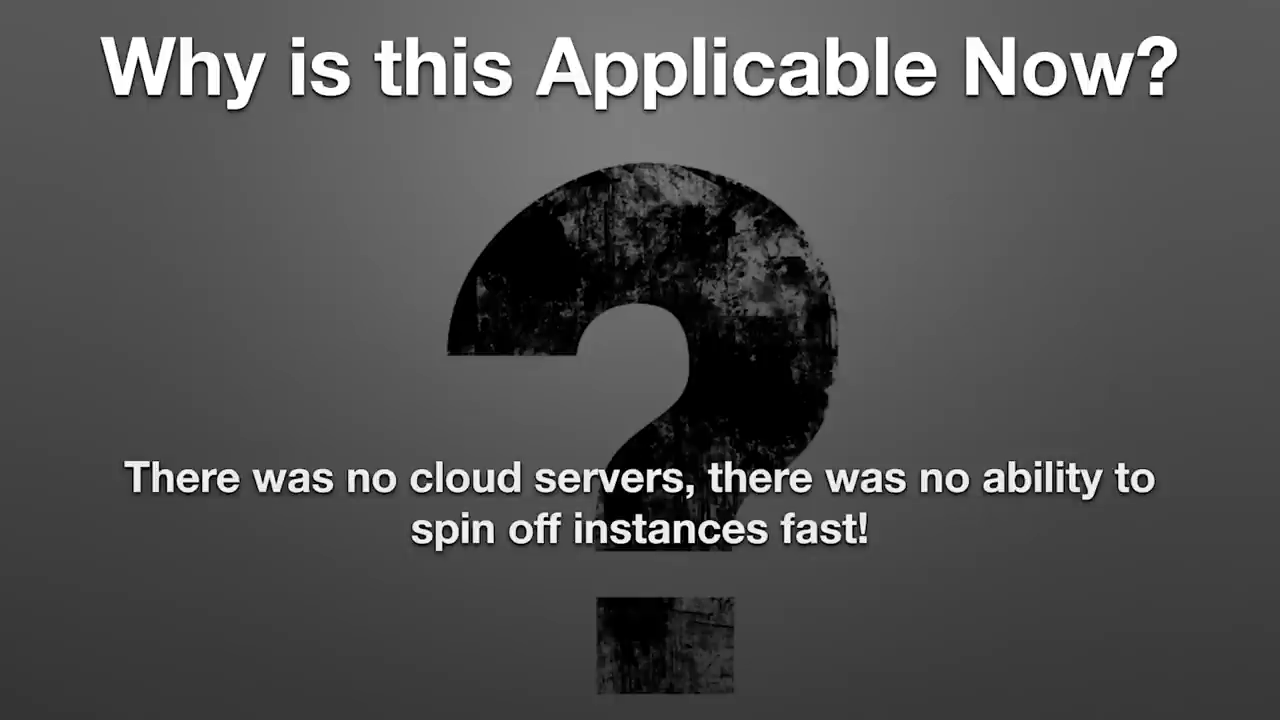 Why is this Applicable Now?
There was no cloud servers, there was no ability to
spin off instances fast!